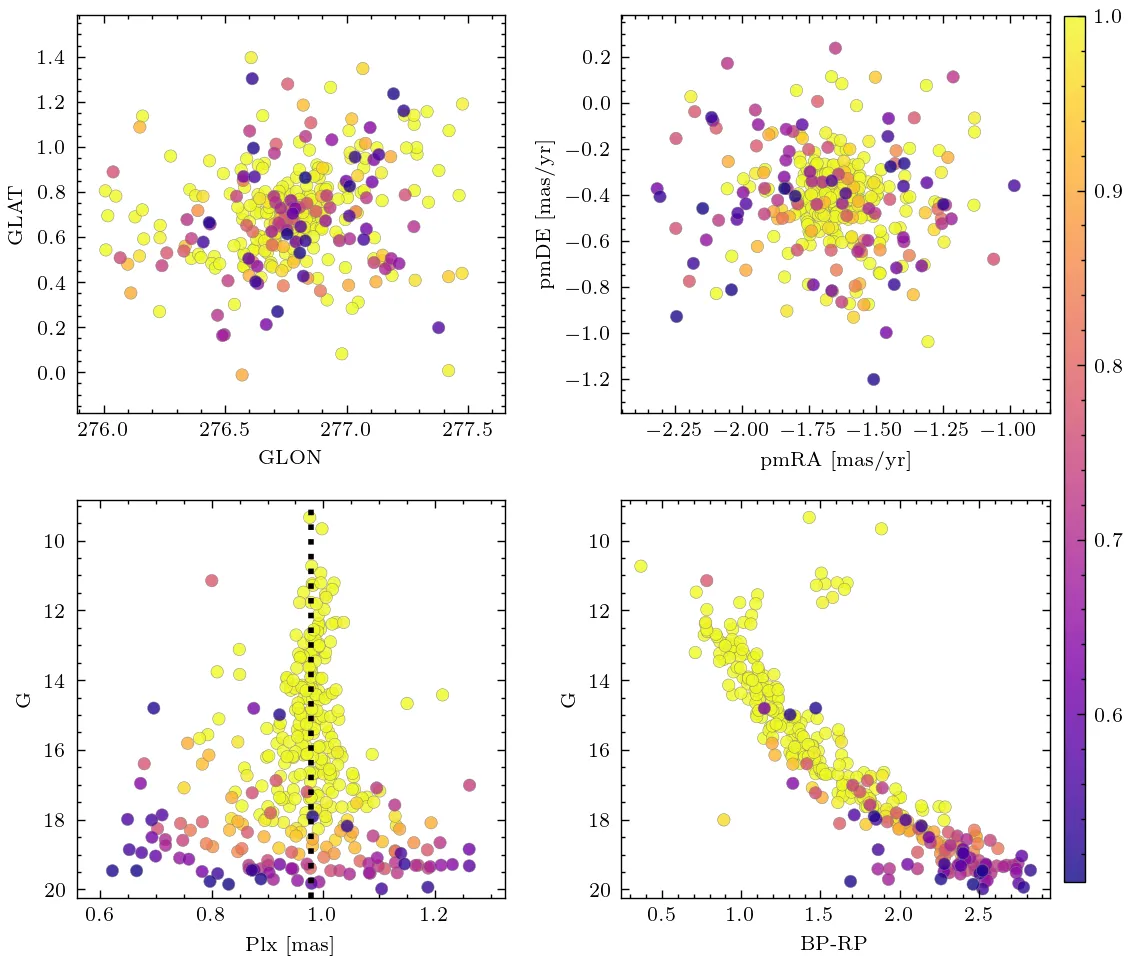 1.4
1.2
1.0
0.8
0.6
0.4
0.2
0.0
GLAT
276.0 276.5 277.0 277.5
GLON
0.2
0.0
−0.2
−0.4
−0.6
−0.8
−1.0
−1.2
pmDE [mas/yr]
−2.25 −2.00 −1.75 −1.50 −1.25 −1.00
pmRA [mas/yr]
1.0
0.9
0.8
0.7
0.6
10
12
14
16
18
20
G
0.6 0.8 1.0 1.2
Plx [mas]
10
12
14
16
18
20
G
0.5 1.0 1.5 2.0 2.5
BP-RP